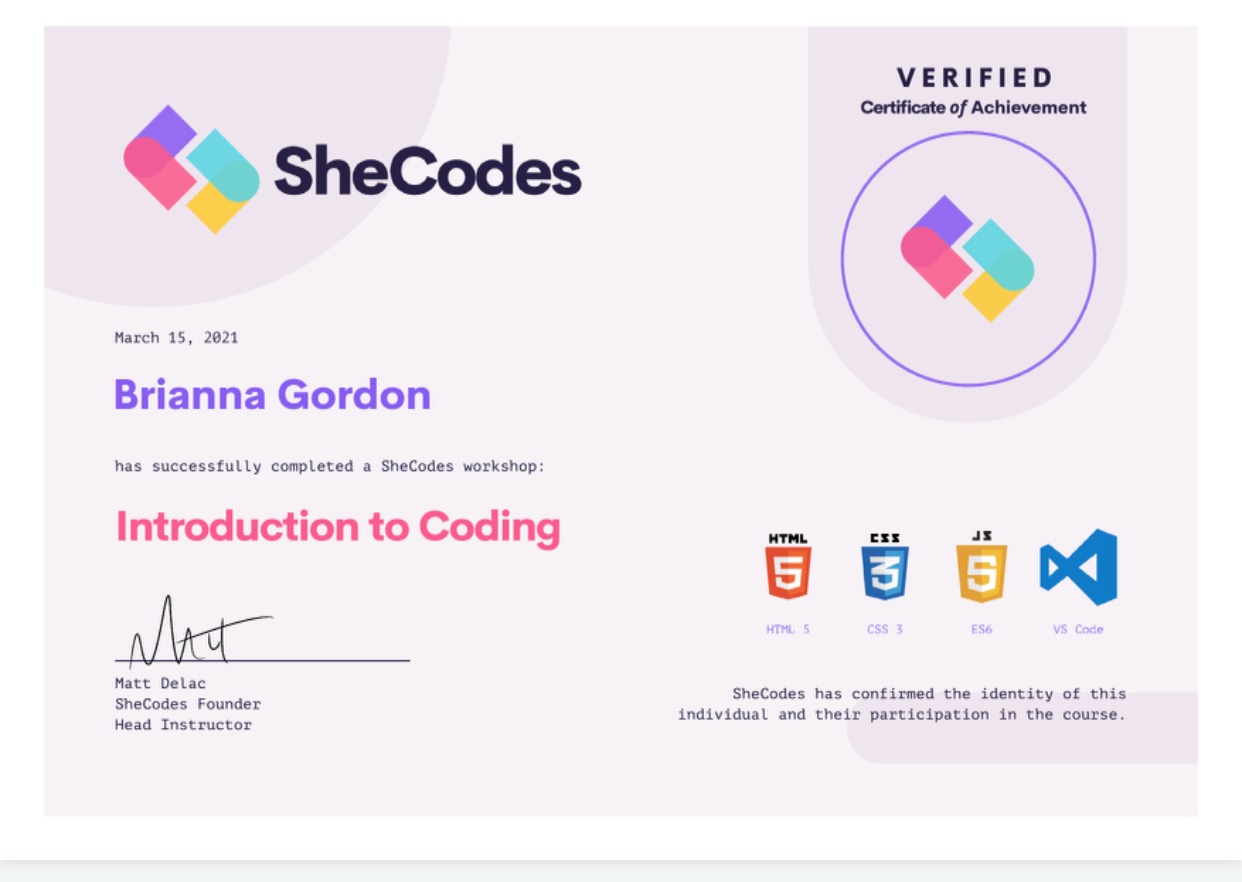 SheCodes
VERIFIED
Certificate of Achievement
March 15, 2021
Brianna Gordon
has successfully completed a SheCodes workshop:
Introduction to Coding
HTML
5
CSS
3
JS
5
HTML 5
CSS 3
ES6
VS Code
Matt
Matt Delac
SheCodes Founder
Head Instructor
SheCodes has confirmed the identity of this
individual and their participation in the course.